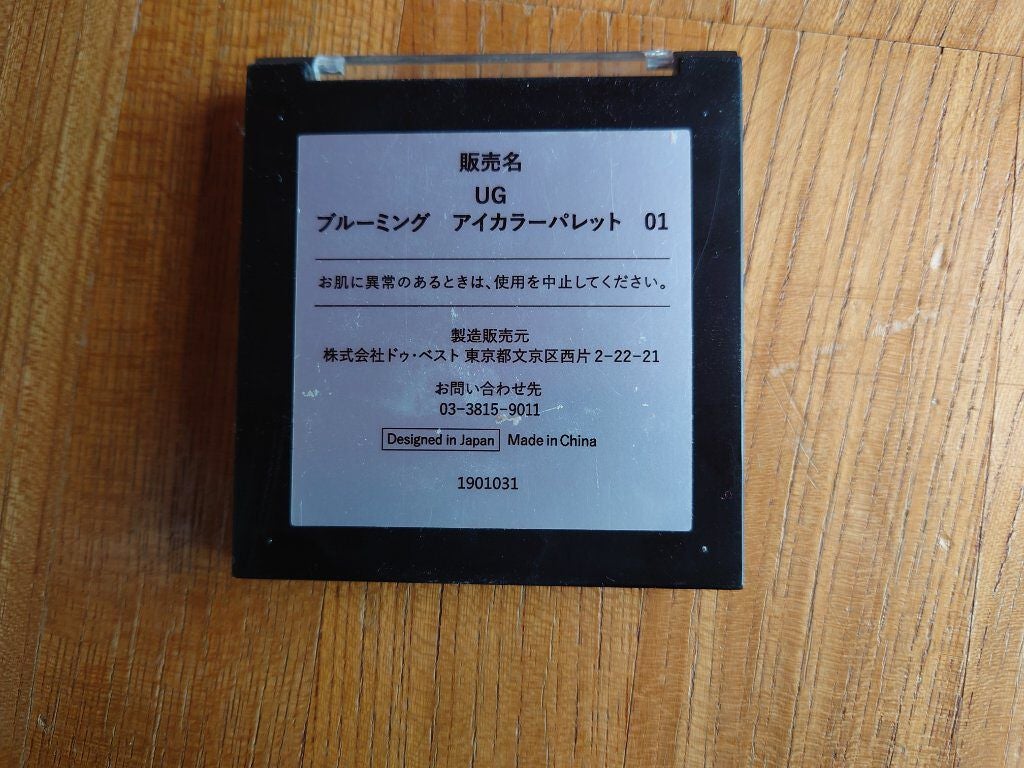 販売名
UG
ブルーミング　アイカラーパレット　01
お肌に異常のあるときは、使用を中止してください。
製造販売元
株式会社ドゥ・ベスト 東京都文京区西片2-22-21
お問い合わせ先
03-3815-9011
Designed in Japan Made in China
1901031